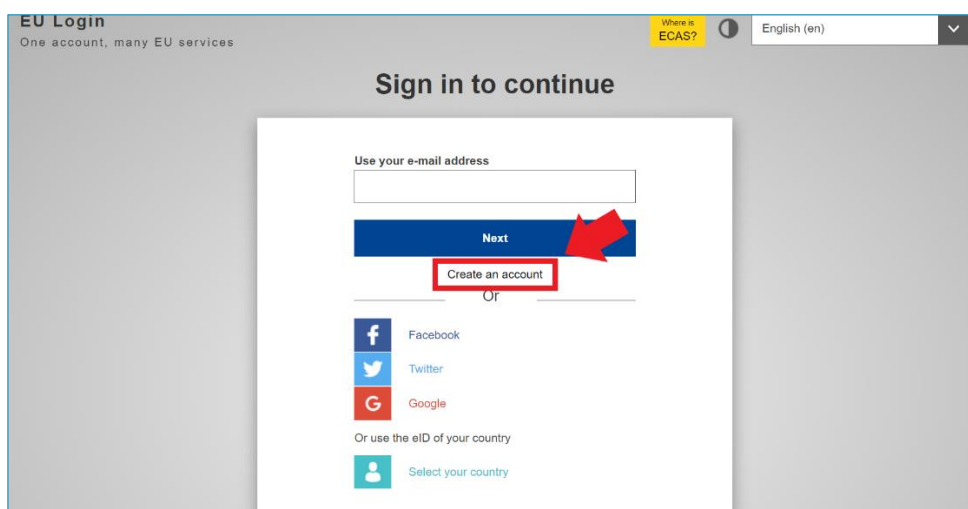 EU Login
One account, many EU services
Where is
ECAS?
English (en)
Sign in to continue
Use your e-mail address
Next
Create an account
Or
Facebook
Twitter
Google
Or use the eID of your country
Select your country